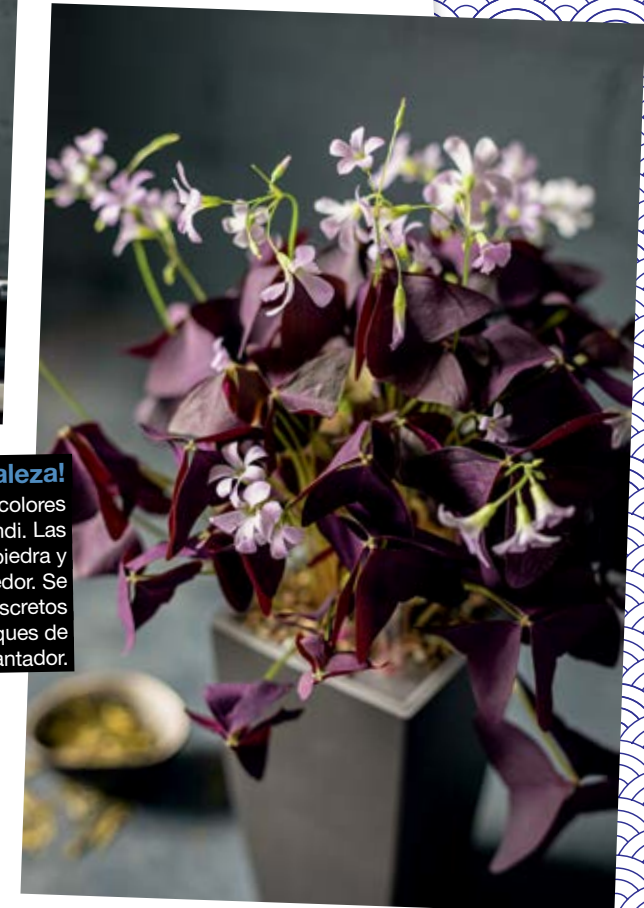 aleza!
colores
ndi. Las
piedra y
edor. Se
scretos
ques de
antador.